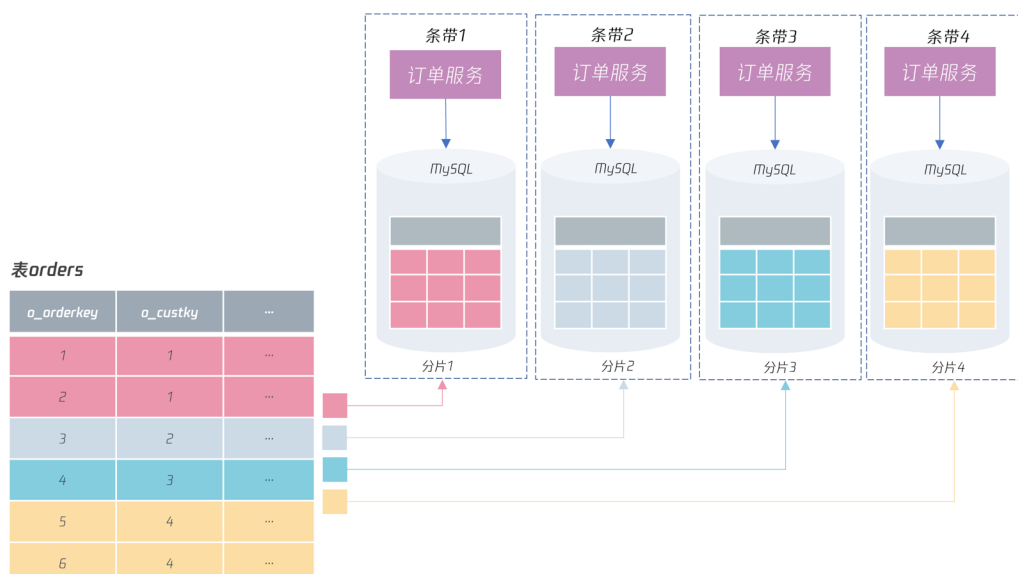 条带1
条带2
条带3
条带4
订单服务
订单服务
订单服务
订单服务
MySQL
MySQL
MySQL
MySQL
分片1
分片2
分片3
分片4
表orders
o_orderkey o_custky ...
1 1 ...
2 1 ...
3 2 ...
4 3 ...
5 4 ...
6 4 ...